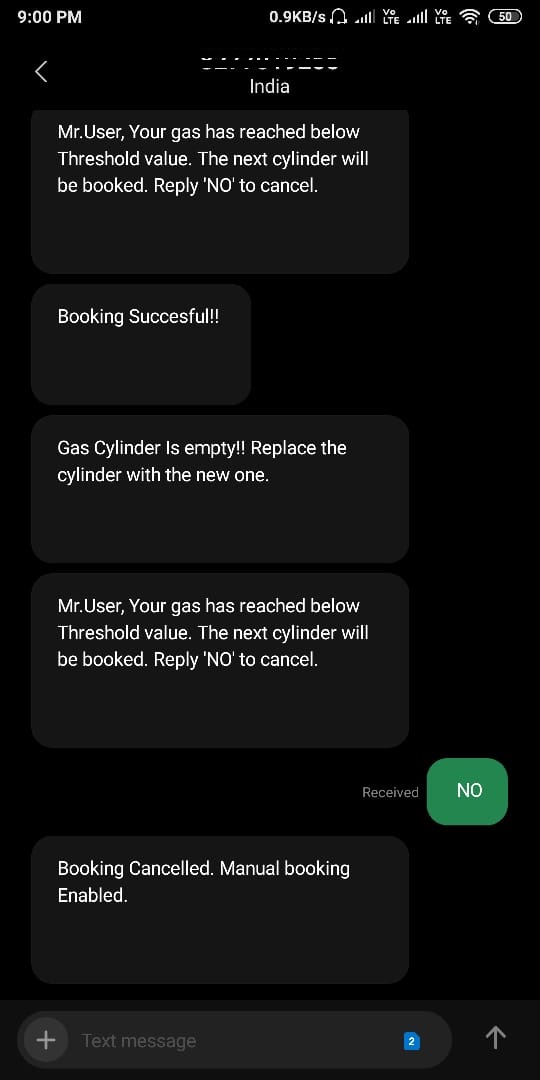 9:00 PM 0.9KB/s Vo LTE Vo LTE 50
India
Mr.User, Your gas has reached below
Threshold value. The next cylinder will
be booked. Reply 'NO' to cancel.
Booking Succesful!!
Gas Cylinder Is empty!! Replace the
cylinder with the new one.
Mr.User, Your gas has reached below
Threshold value. The next cylinder will
be booked. Reply 'NO' to cancel.
Received NO
Booking Cancelled. Manual booking
Enabled.
Text message 2